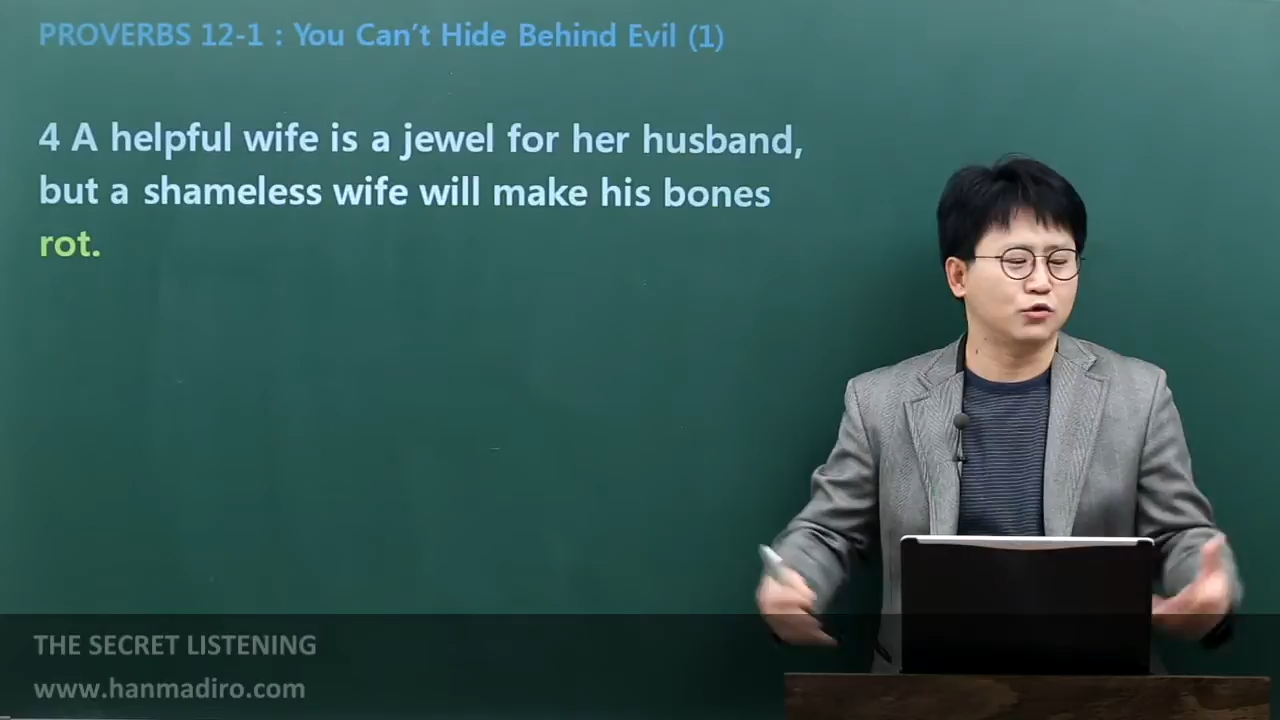 PROVERBS 12-1 : You Can't Hide Behind Evil (1)
4 A helpful wife is a jewel for her husband,
but a shameless wife will make his bones
rot.
THE SECRET LISTENING
www.hanmadiro.com